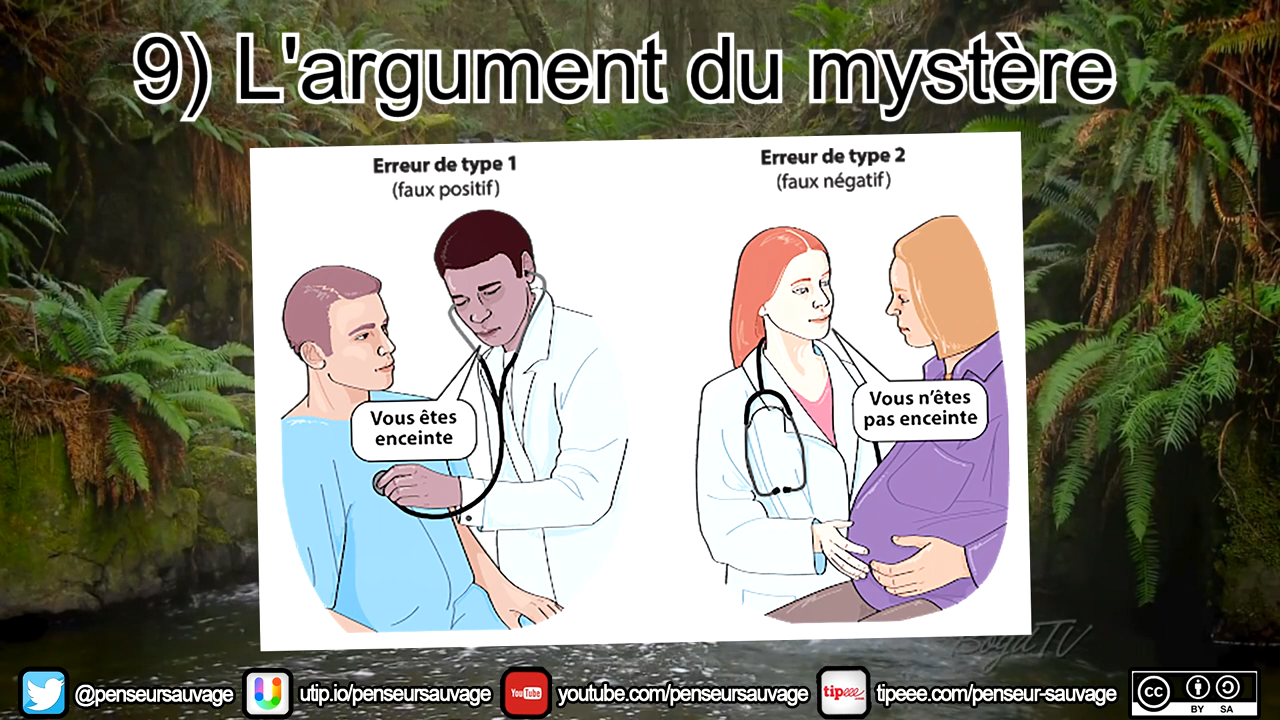 9) L'argument du mystère
Erreur de type 1
(faux positif)
Erreur de type 2
(faux négatif)
Vous êtes
enceinte
Vous n'êtes
pas enceinte
BoyaTV
@penseursauvage
utip.io/penseursauvage
YouTube
youtube.com/penseursauvage
tipeee
tipeee.com/penseur-sauvage
cc
BY SA